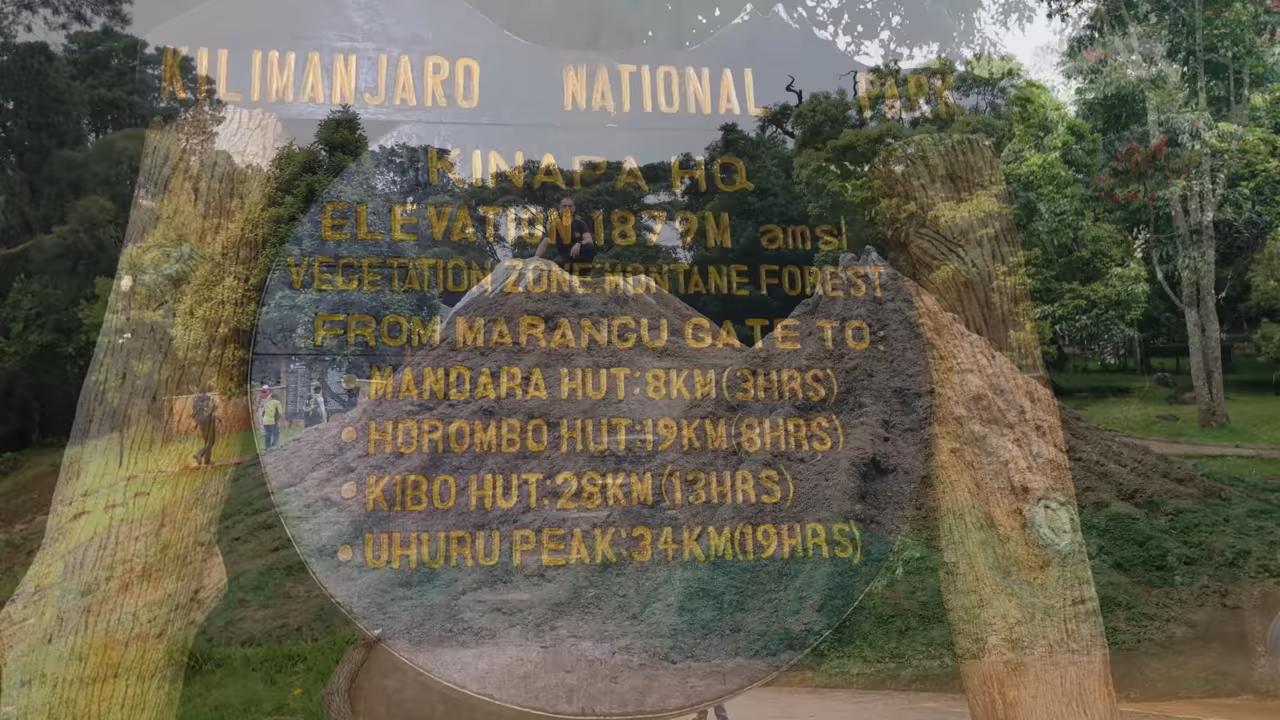 KILIMANJARO NATIONAL PARK
KINAPA HQ
ELEVATION 1879M amsl
VEGETATION ZONE:MONTANE FOREST
FROM MARANGU GATE TO:
• MANDARA HUT:8KM(3HRS)
• HOROMBO HUT:19KM(8HRS)
• KIBO HUT:28KM(13HRS)
• UHURU PEAK:34KM(19HRS)